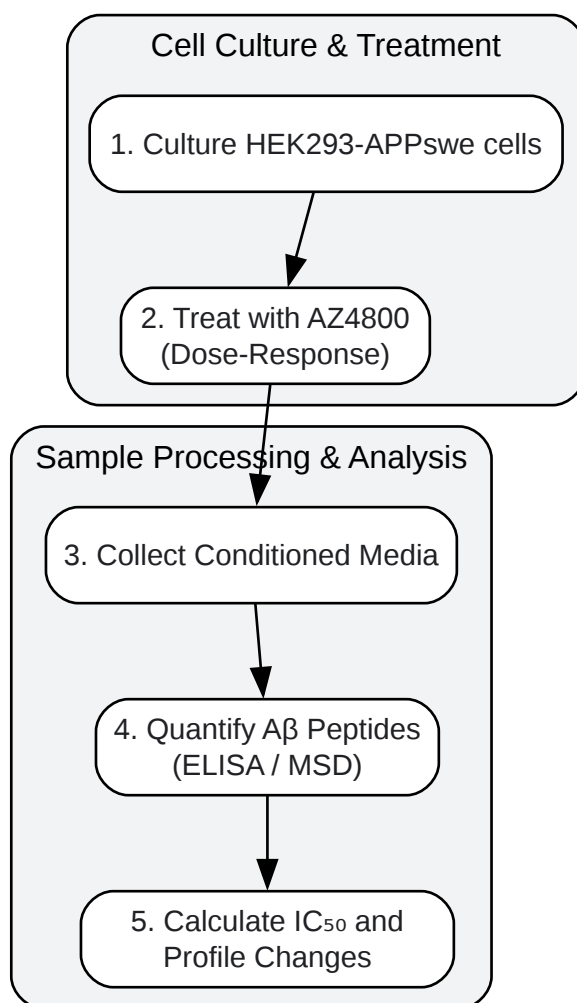 Cell Culture & Treatment
1. Culture HEK293-APPswe cells
2. Treat with AZ4800
(Dose-Response)
Sample Processing & Analysis
3. Collect Conditioned Media
4. Quantify Aβ Peptides
(ELISA / MSD)
5. Calculate IC₅₀ and
Profile Changes